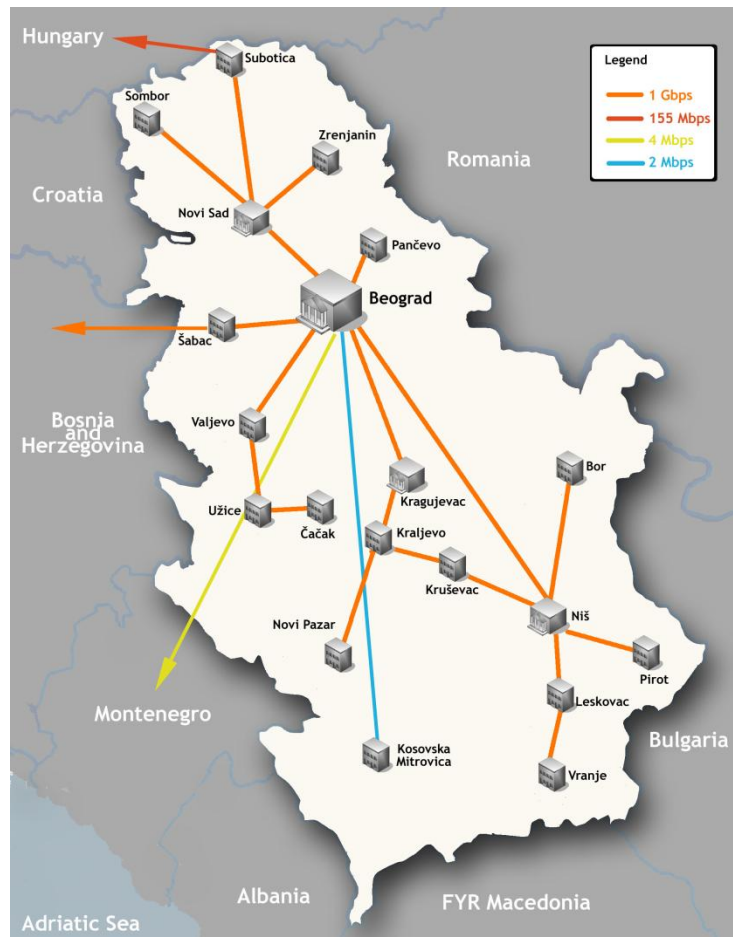 Hungary
Subotica
Legend
1 Gbps
155 Mbps
4 Mbps
2 Mbps
Sombor
Zrenjanin
Romania
Croatia
Novi Sad
Pančevo
Beograd
Šabac
Bosnia
and
Herzegovina
Valjevo
Bor
Kragujevac
Užice
Čačak
Kraljevo
Kruševac
Niš
Novi Pazar
Pirot
Leskovac
Montenegro
Bulgaria
Kosovska
Mitrovica
Vranje
Albania
FYR Macedonia
Adriatic Sea